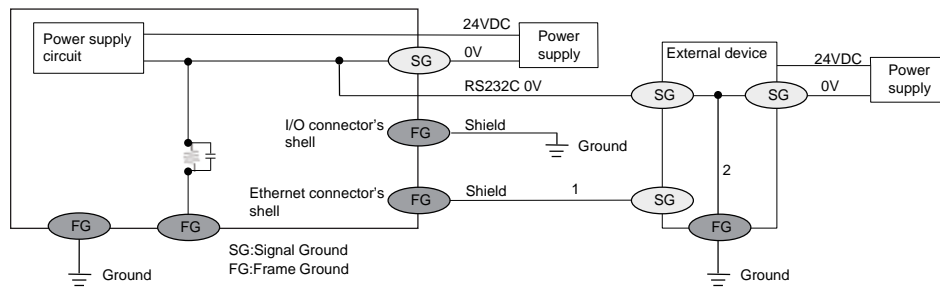 Power supply
circuit
24VDC
SG
0V
Power
supply
RS232C 0V
External device
SG
SG
24VDC
0V
Power
supply
I/O connector's
shell
FG
Shield
Ground
Ethernet connector's
shell
FG
Shield
1
SG
2
FG
FG
FG
SG:Signal Ground
FG:Frame Ground
Ground
Ground